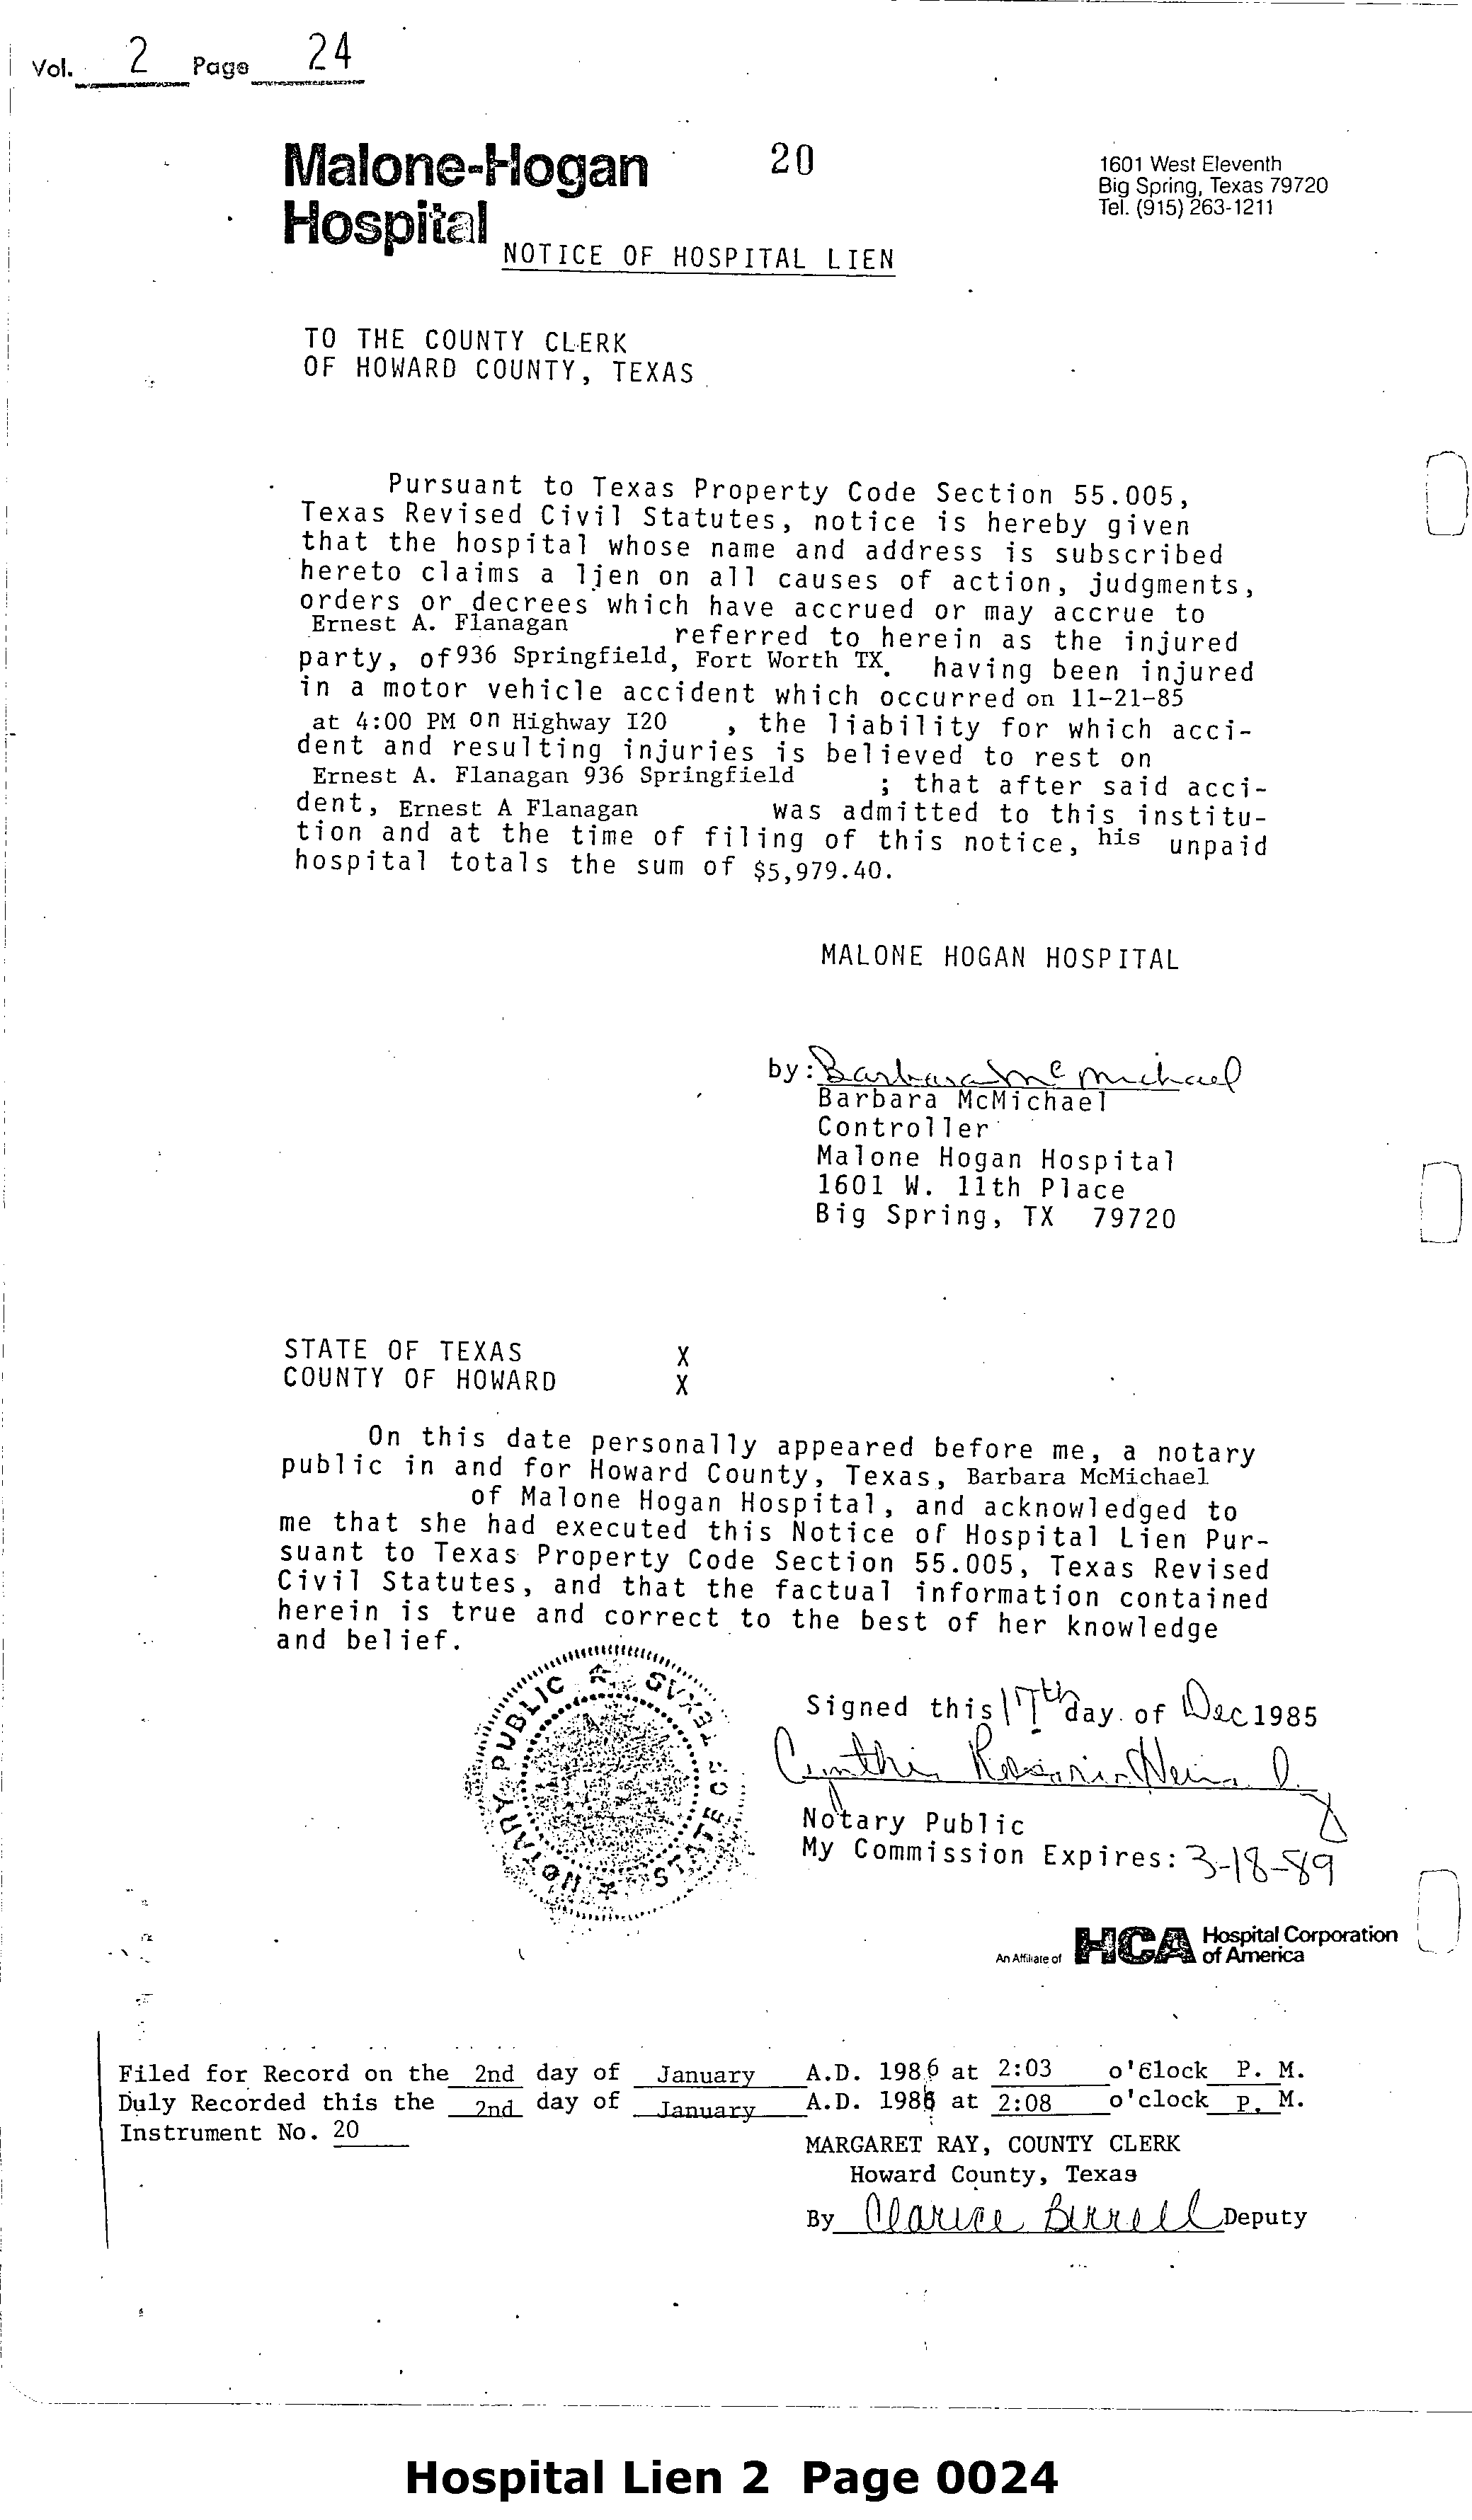 Vol. 2 Page 24
Malone-Hogan
Hospital
20
1601 West Eleventh
Big Spring, Texas 79720
Tel. (915) 263-1211
NOTICE OF HOSPITAL LIEN
TO THE COUNTY CLERK
OF HOWARD COUNTY, TEXAS
Pursuant to Texas Property Code Section 55.005,
Texas Revised Civil Statutes, notice is hereby given
that the hospital whose name and address is subscribed
hereto claims a lien on all causes of action, judgments,
orders or decrees which have accrued or may accrue to
Ernest A. Flanagan referred to herein as the injured
party, of 936 Springfield, Fort Worth TX. having been injured
in a motor vehicle accident which occurred on 11-21-85
at 4:00 PM on Highway I20 , the liability for which acci-
dent and resulting injuries is believed to rest on
Ernest A. Flanagan 936 Springfield ; that after said acci-
dent, Ernest A Flanagan was admitted to this institu-
tion and at the time of filing of this notice, his unpaid
hospital totals the sum of $5,979.40.
MALONE HOGAN HOSPITAL
by: Barbara McMichael
Barbara McMichael
Controller
Malone Hogan Hospital
1601 W. 11th Place
Big Spring, TX 79720
STATE OF TEXAS X
COUNTY OF HOWARD X
On this date personally appeared before me, a notary
public in and for Howard County, Texas, Barbara McMichael
of Malone Hogan Hospital, and acknowledged to
me that she had executed this Notice of Hospital Lien Pur-
suant to Texas Property Code Section 55.005, Texas Revised
Civil Statutes, and that the factual information contained
herein is true and correct to the best of her knowledge
and belief.
NOTARY PUBLIC
STATE OF TEXAS
Signed this 17th day of Dec 1985
Notary Public
My Commission Expires: 3-18-89
An Affiliate of HCA Hospital Corporation
of America
Filed for Record on the 2nd day of January A.D. 1986 at 2:03 o'clock P. M.
Duly Recorded this the 2nd day of January A.D. 1986 at 2:08 o'clock P. M.
Instrument No. 20
MARGARET RAY, COUNTY CLERK
Howard County, Texas
By Clarice Burrell Deputy
Hospital Lien 2 Page 0024